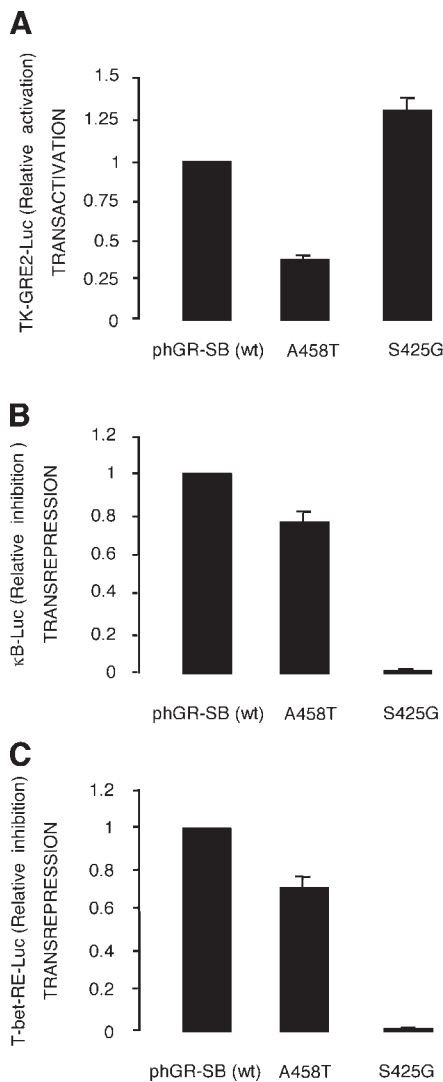 A
TK-GRE2-Luc (Relative activation)
TRANSACTIVATION
1.5
1.25
1
0.75
0.5
0.25
0
phGR-SB (wt) A458T S425G
B
κB-Luc (Relative inhibition )
TRANSREPRESSION
1.2
1
0.8
0.6
0.4
0.2
0
phGR-SB (wt) A458T S425G
C
T-bet-RE-Luc (Relative inhibition)
TRANSREPRESSION
1.2
1
0.8
0.6
0.4
0.2
0
phGR-SB (wt) A458T S425G